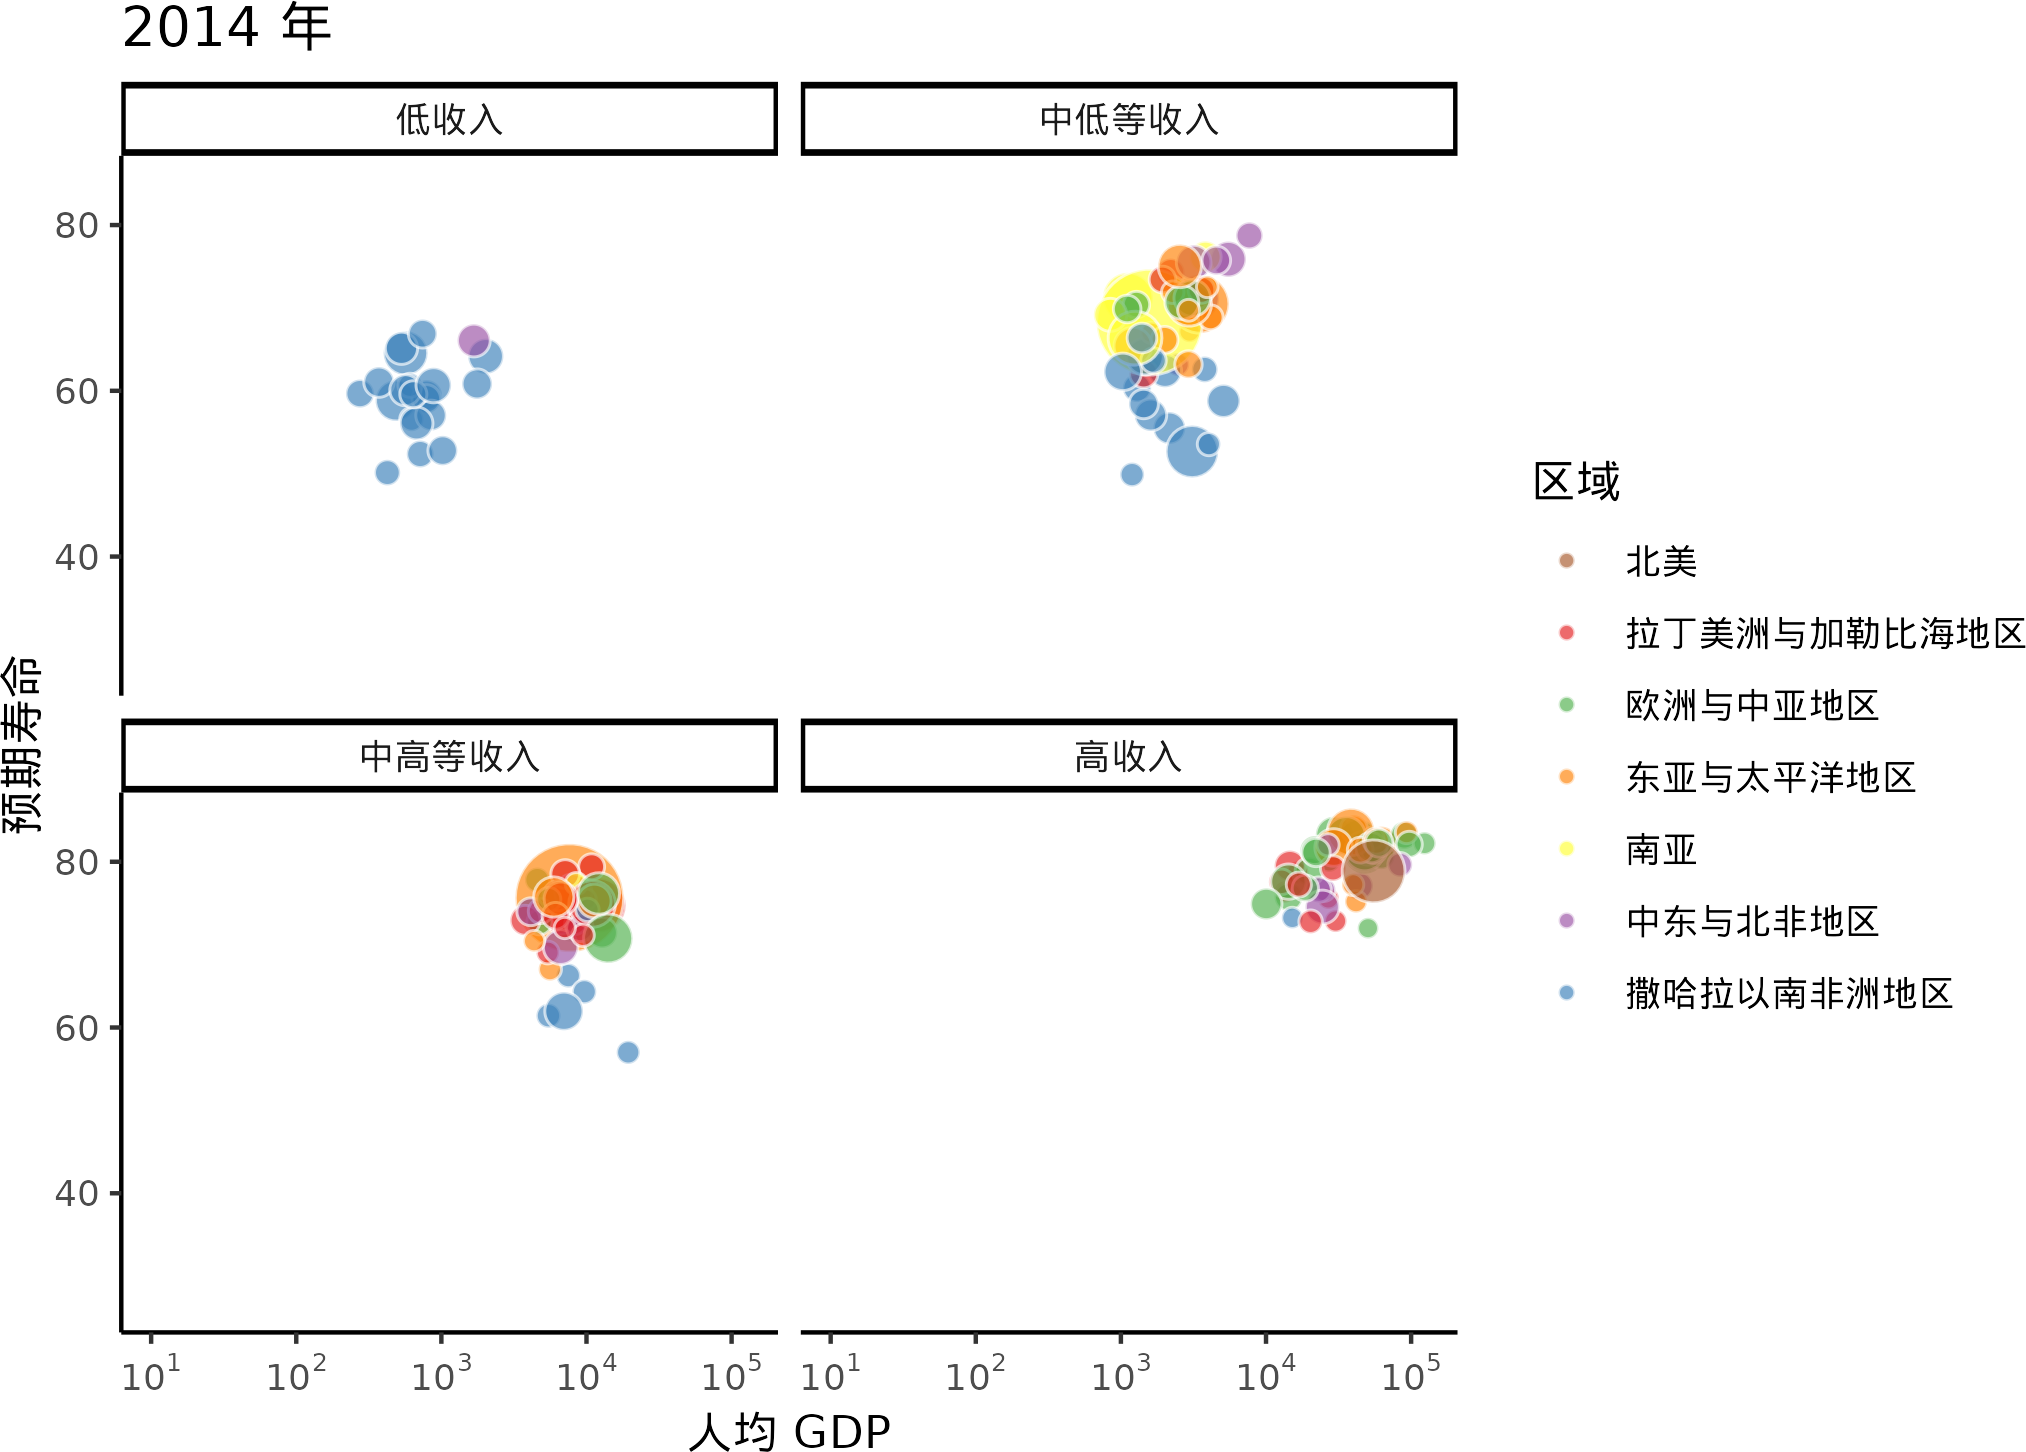 2014 年
低收入
中低等收入
80
60
40
中高等收入
高收入
80
60
40
10¹ 10² 10³ 10⁴ 10⁵ 10¹ 10² 10³ 10⁴ 10⁵
人均 GDP
预期寿命
区域
北美
拉丁美洲与加勒比海地区
欧洲与中亚地区
东亚与太平洋地区
南亚
中东与北非地区
撒哈拉以南非洲地区